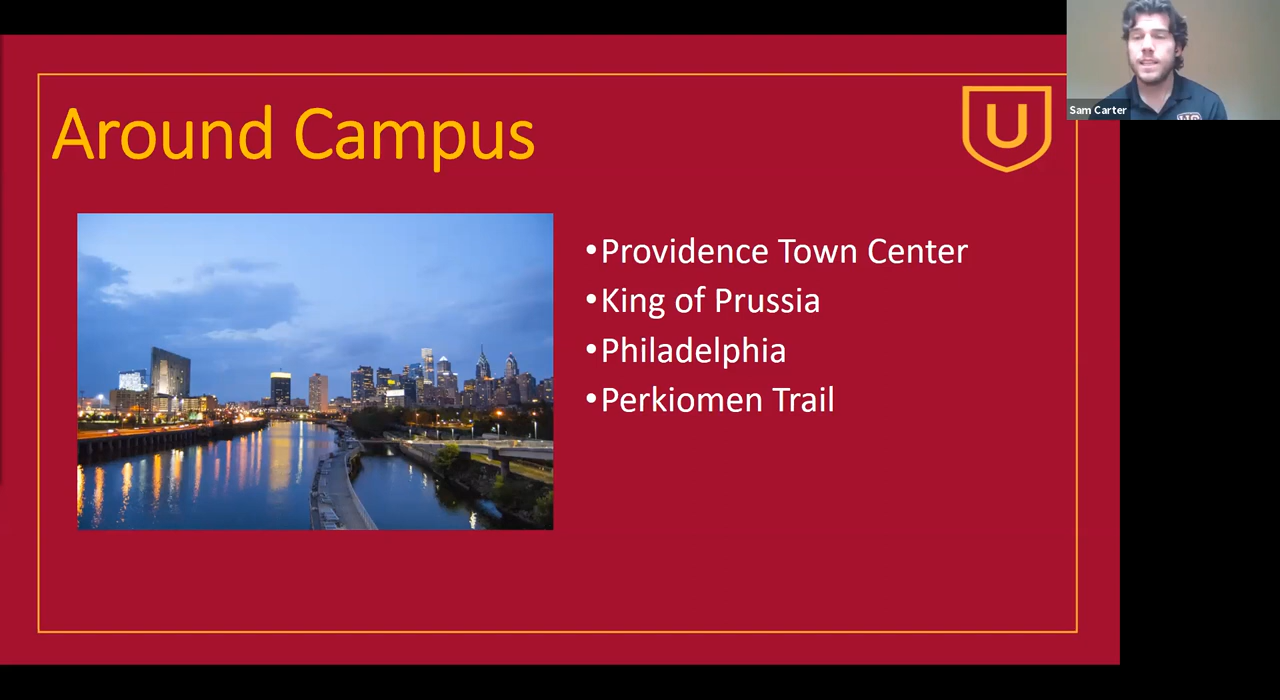 Around Campus
U
Sam Carter
•Providence Town Center
•King of Prussia
•Philadelphia
•Perkiomen Trail